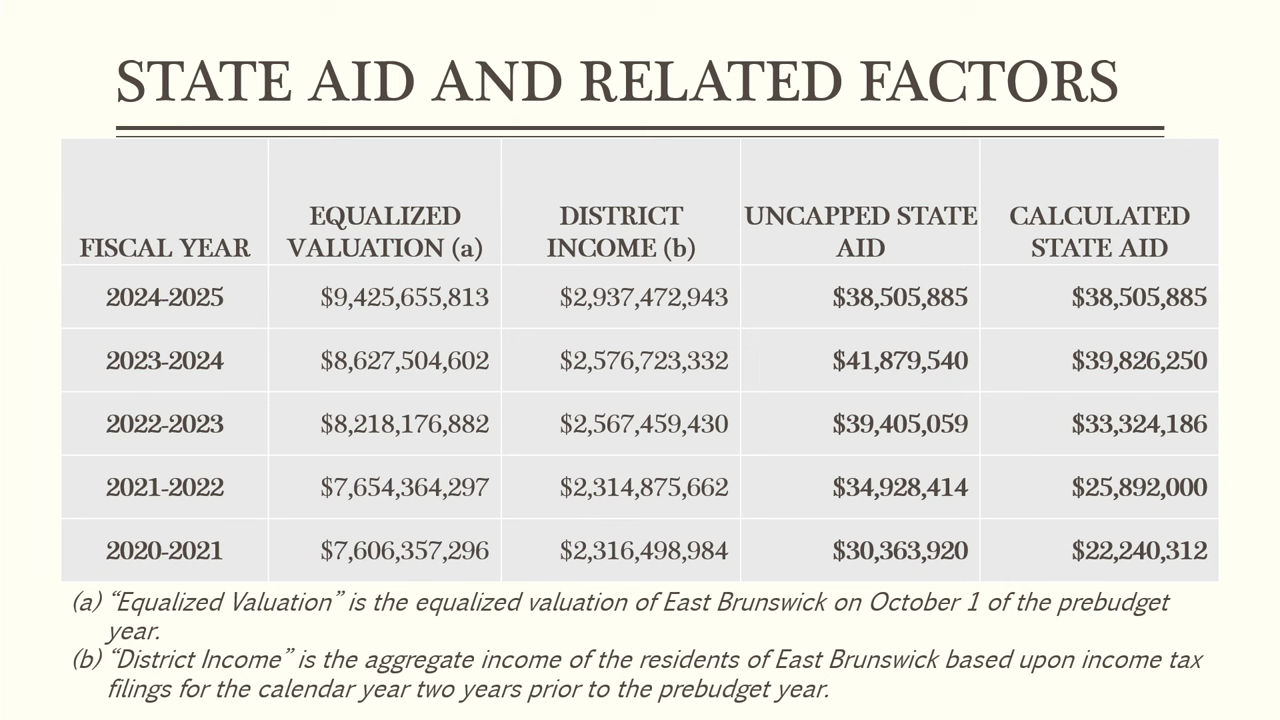 STATE AID AND RELATED FACTORS
FISCAL YEAR
EQUALIZED
VALUATION (a)
DISTRICT
INCOME (b)
UNCAPPED STATE
AID
CALCULATED
STATE AID
2024-2025 $9,425,655,813 $2,937,472,943 $38,505,885 $38,505,885
2023-2024 $8,627,504,602 $2,576,723,332 $41,879,540 $39,826,250
2022-2023 $8,218,176,882 $2,567,459,430 $39,405,059 $33,324,186
2021-2022 $7,654,364,297 $2,314,875,662 $34,928,414 $25,892,000
2020-2021 $7,606,357,296 $2,316,498,984 $30,363,920 $22,240,312
(a) “Equalized Valuation” is the equalized valuation of East Brunswick on October 1 of the prebudget
year.
(b) “District Income” is the aggregate income of the residents of East Brunswick based upon income tax
filings for the calendar year two years prior to the prebudget year.